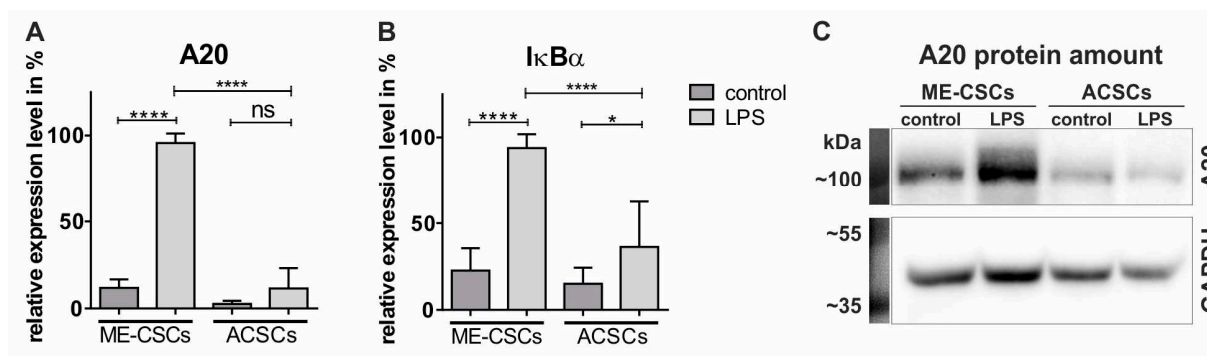 A
A20
relative expression level in %
100
50
0
****
****
ns
ME-CSCs
ACSCs
B
IκBα
relative expression level in %
100
50
0
****
****
*
ME-CSCs
ACSCs
control
LPS
C
A20 protein amount
ME-CSCs
ACSCs
control
LPS
control
LPS
kDa
~100
~55
~35
A20
GAPDH